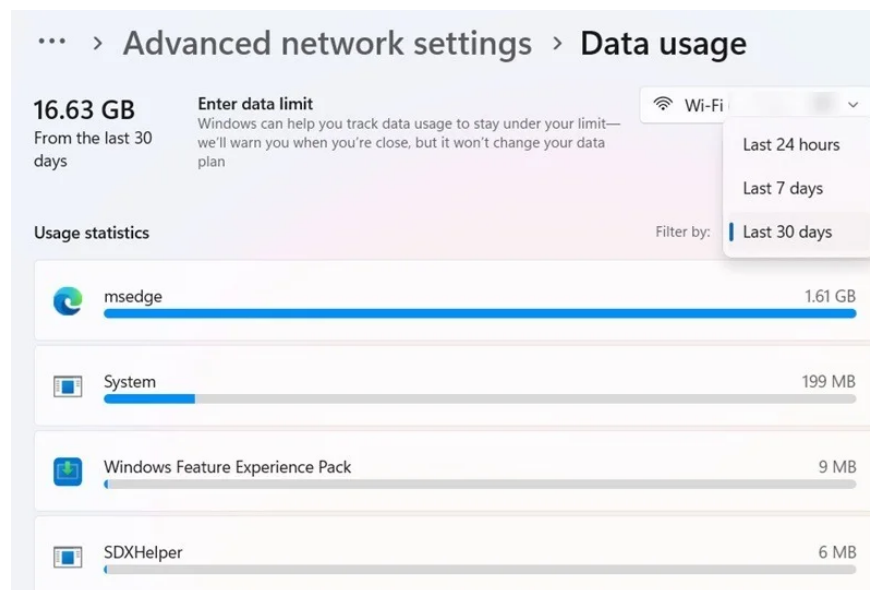 ··· > Advanced network settings > Data usage
16.63 GB
From the last 30
days
Enter data limit
Windows can help you track data usage to stay under your limit—
we'll warn you when you're close, but it won't change your data
plan
Wi-Fi
Last 24 hours
Last 7 days
Last 30 days
Usage statistics
Filter by:
msedge 1.61 GB
System 199 MB
Windows Feature Experience Pack 9 MB
SDXHelper 6 MB